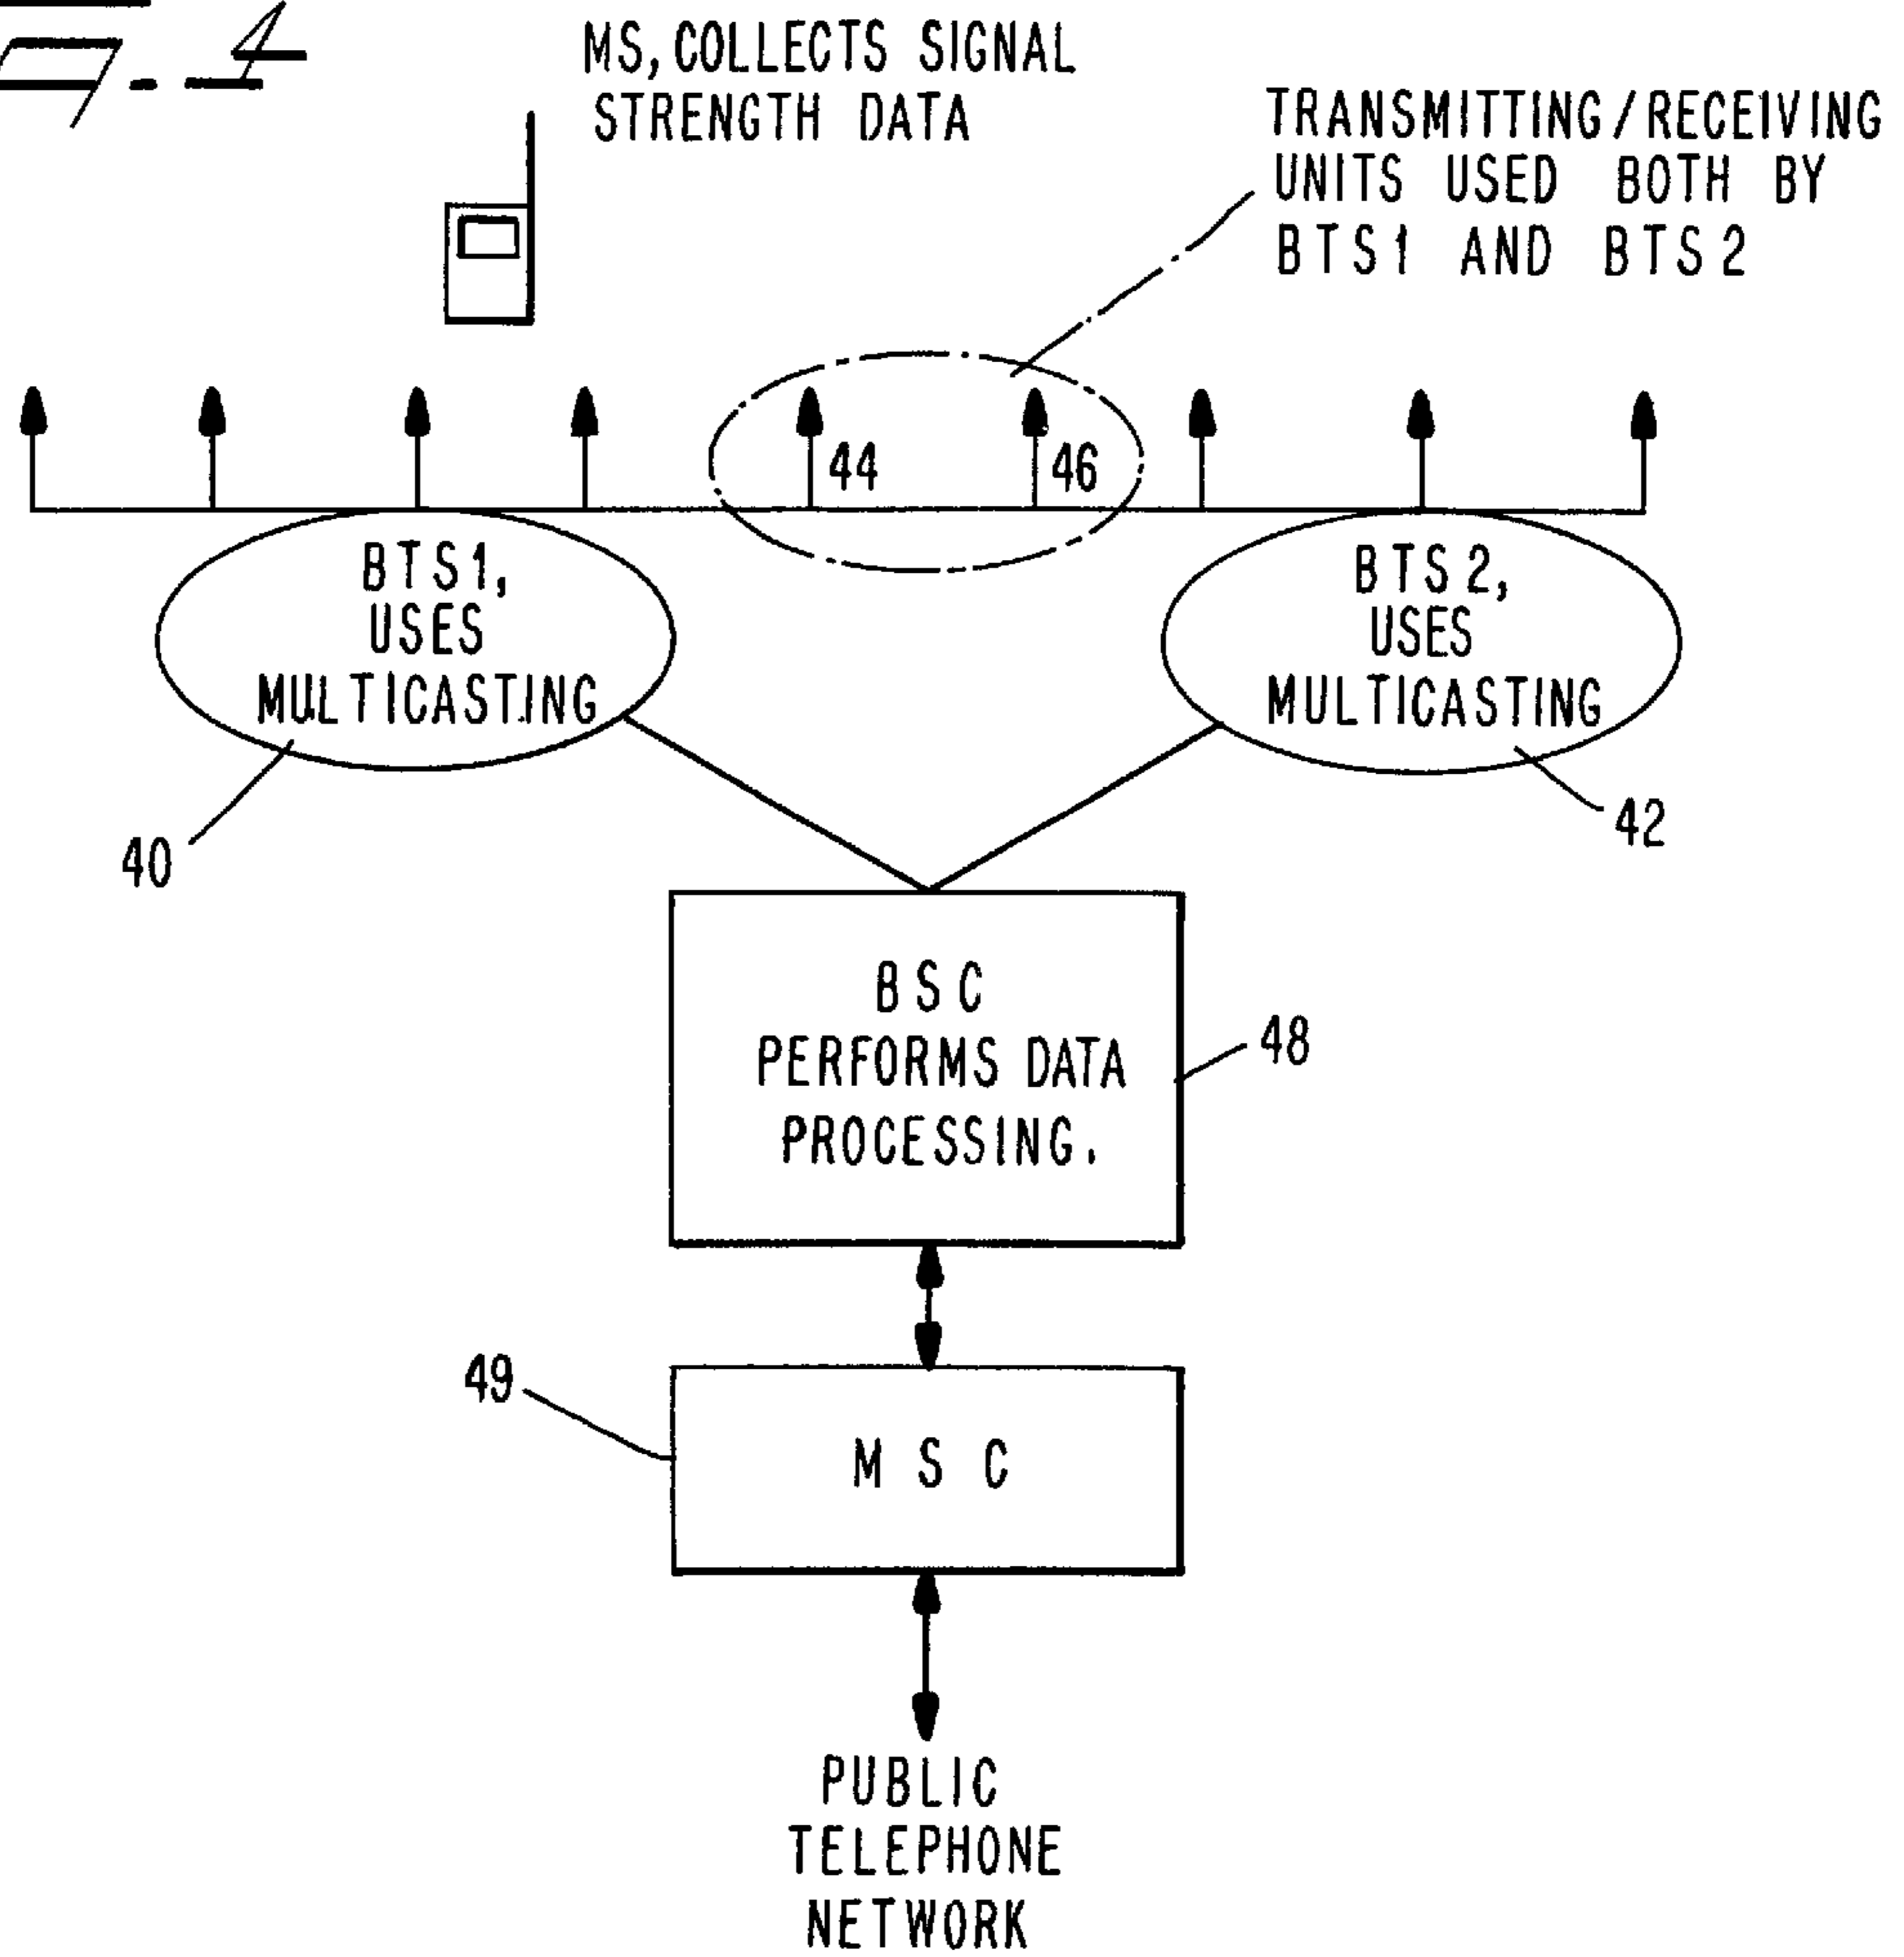 4
MS, COLLECTS SIGNAL
STRENGTH DATA
TRANSMITTING/RECEIVING
UNITS USED BOTH BY
BTS1 AND BTS2
44
46
BTS1,
USES
MULTICASTING
BTS2,
USES
MULTICASTING
40
42
BSC
PERFORMS DATA
PROCESSING.
48
49
MSC
PUBLIC
TELEPHONE
NETWORK